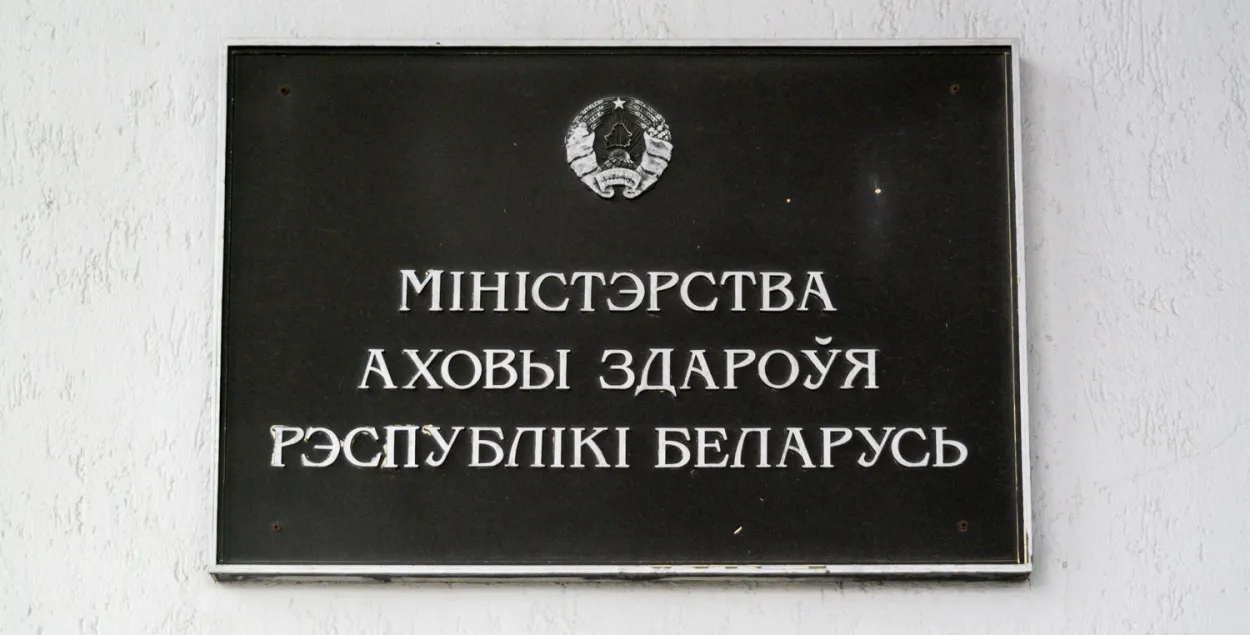 МІНІСТЭРСТВА
АХОВЫ ЗДАРОЎЯ
РЭСПУБЛІКІ БЕЛАРУСЬ